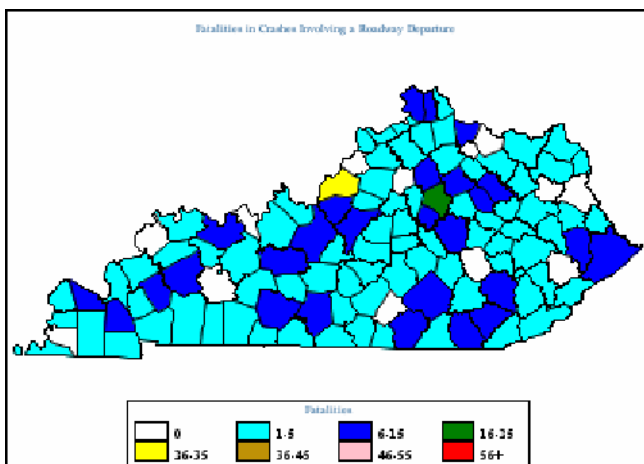 Fatalities in Crashes Involving a Roadway Departure
Fatalities
0 1-5 6-15 16-25
36-35 36-45 46-55 56+